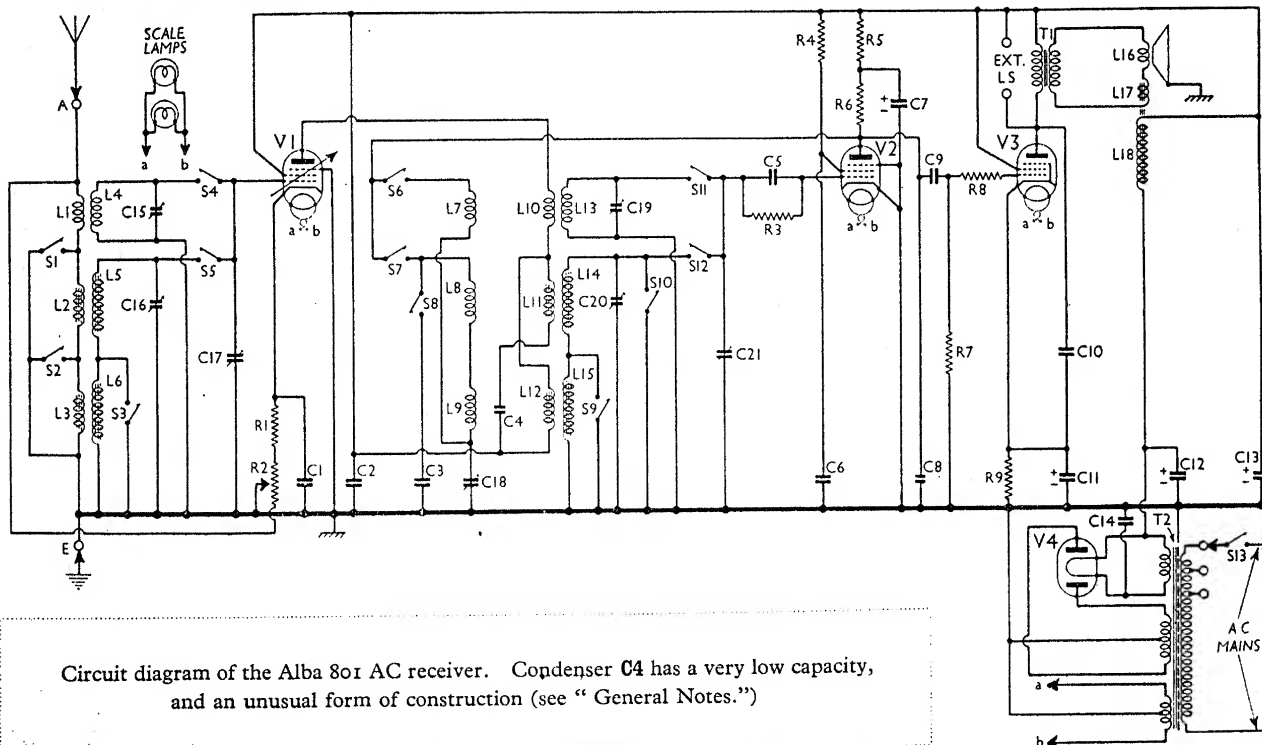 SCALE
LAMPS
A
a b
V1
a b
L1
L4
C15
S4
S1
L5
S5
L2
C16
S2
L6
S3
L3
C17
R1
R2
C1
E
C2
S6
L7
S7
L8
S8
L9
C3
C18
C4
L10
L11
L12
L13
C19
S11
L14
C20
S10
S12
L15
S9
C21
C5
R3
R4
R5
R6
C7
V2
a b
C6
C8
C9
R7
R8
V3
a b
EXT.
LS
T1
L16
L17
L18
C10
R9
C11
C12
C13
C14
T2
V4
S13
A C
MAINS
a
b
Circuit diagram of the Alba 801 AC receiver. Condenser C4 has a very low capacity,
and an unusual form of construction (see “ General Notes.”)